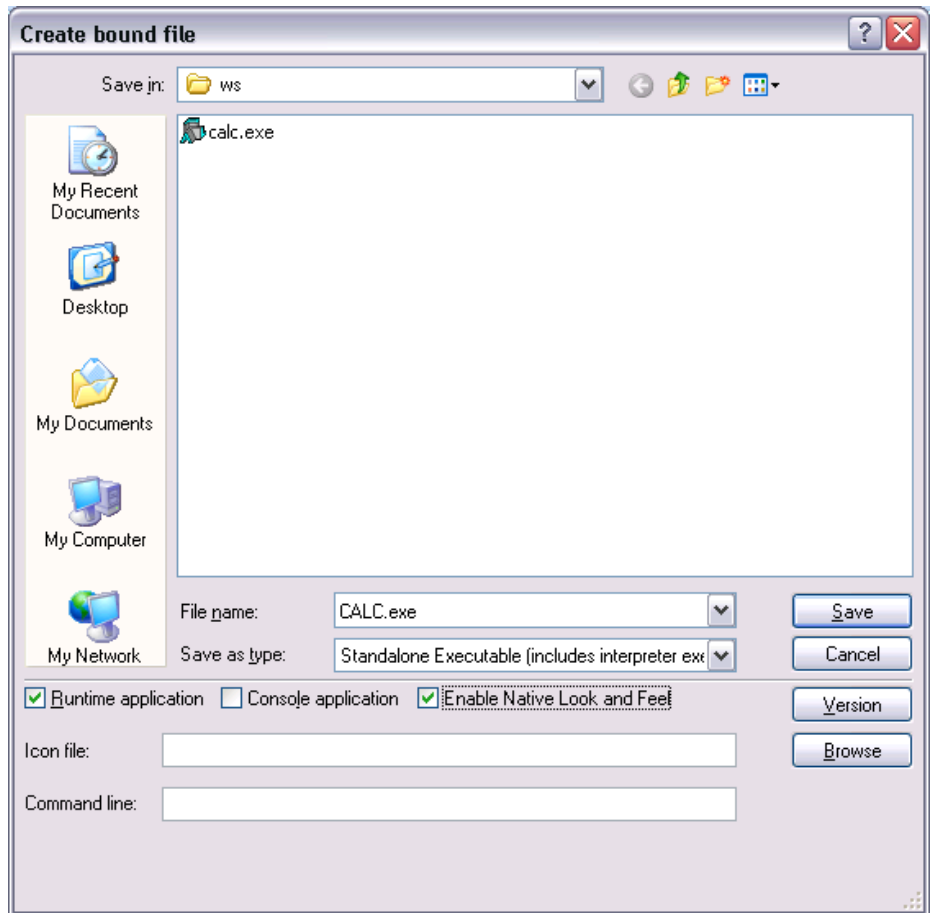 Create bound file
Save in: ws
calc.exe
My Recent
Documents
Desktop
My Documents
My Computer
My Network
File name: CALC.exe Save
Save as type: Standalone Executable (includes interpreter exe Cancel
Runtime application Console application Enable Native Look and Feel Version
Icon file: Browse
Command line: